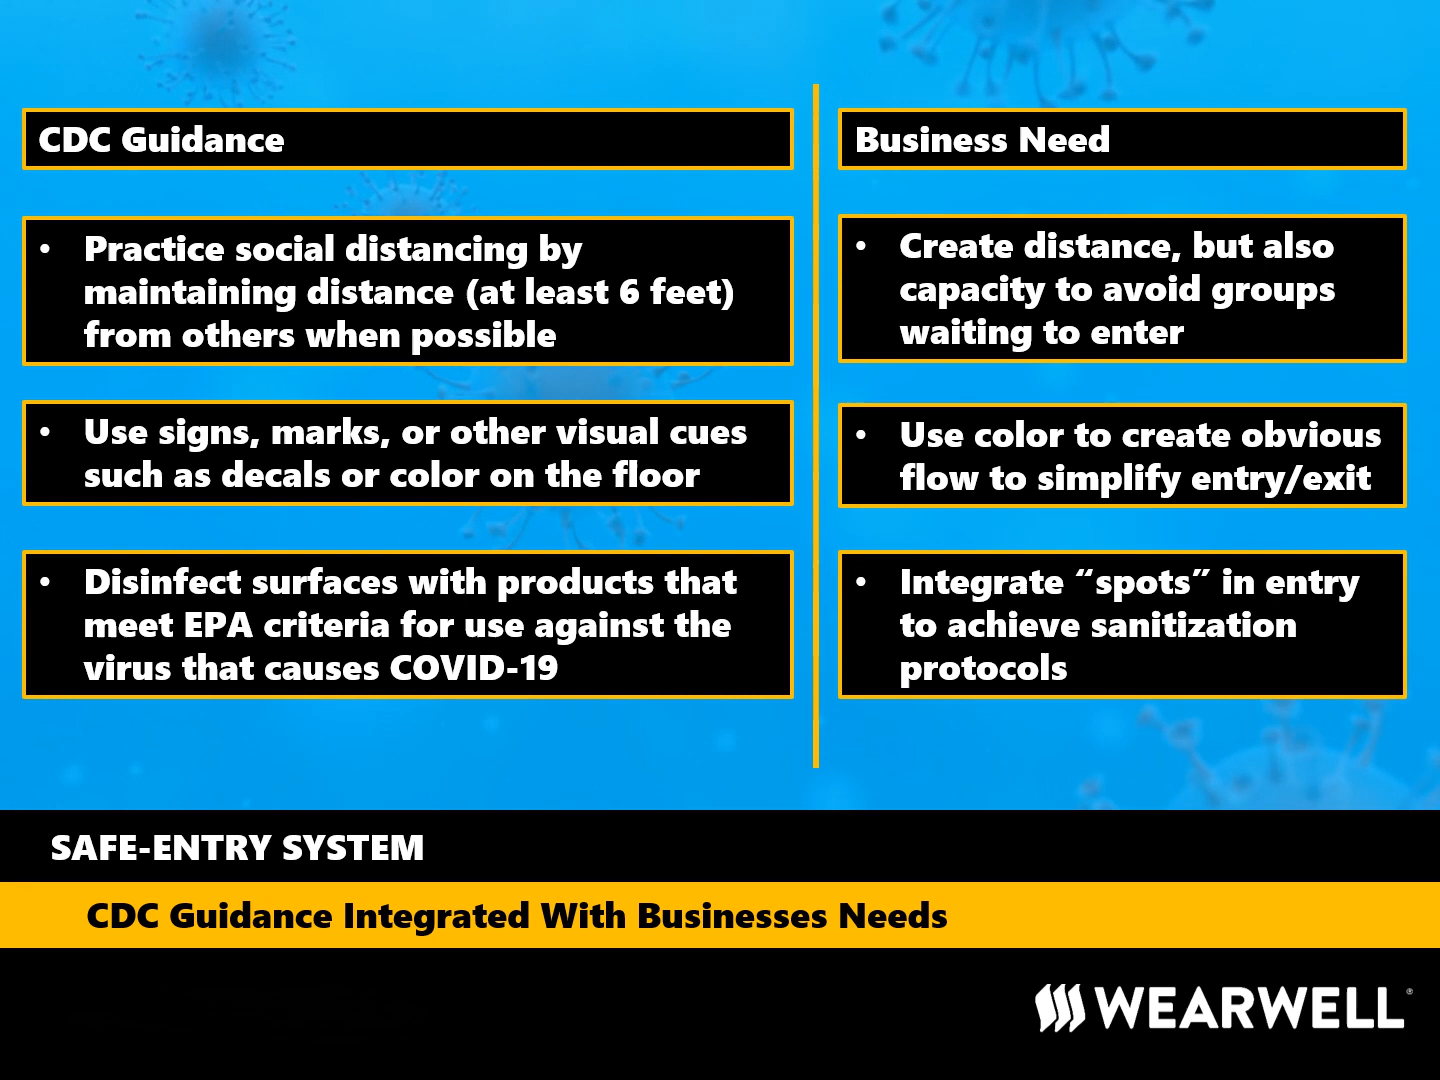 CDC Guidance
• Practice social distancing by
maintaining distance (at least 6 feet)
from others when possible
• Use signs, marks, or other visual cues
such as decals or color on the floor
• Disinfect surfaces with products that
meet EPA criteria for use against the
virus that causes COVID-19
Business Need
• Create distance, but also
capacity to avoid groups
waiting to enter
• Use color to create obvious
flow to simplify entry/exit
• Integrate “spots” in entry
to achieve sanitization
protocols
SAFE-ENTRY SYSTEM
CDC Guidance Integrated With Businesses Needs
WEARWELL®